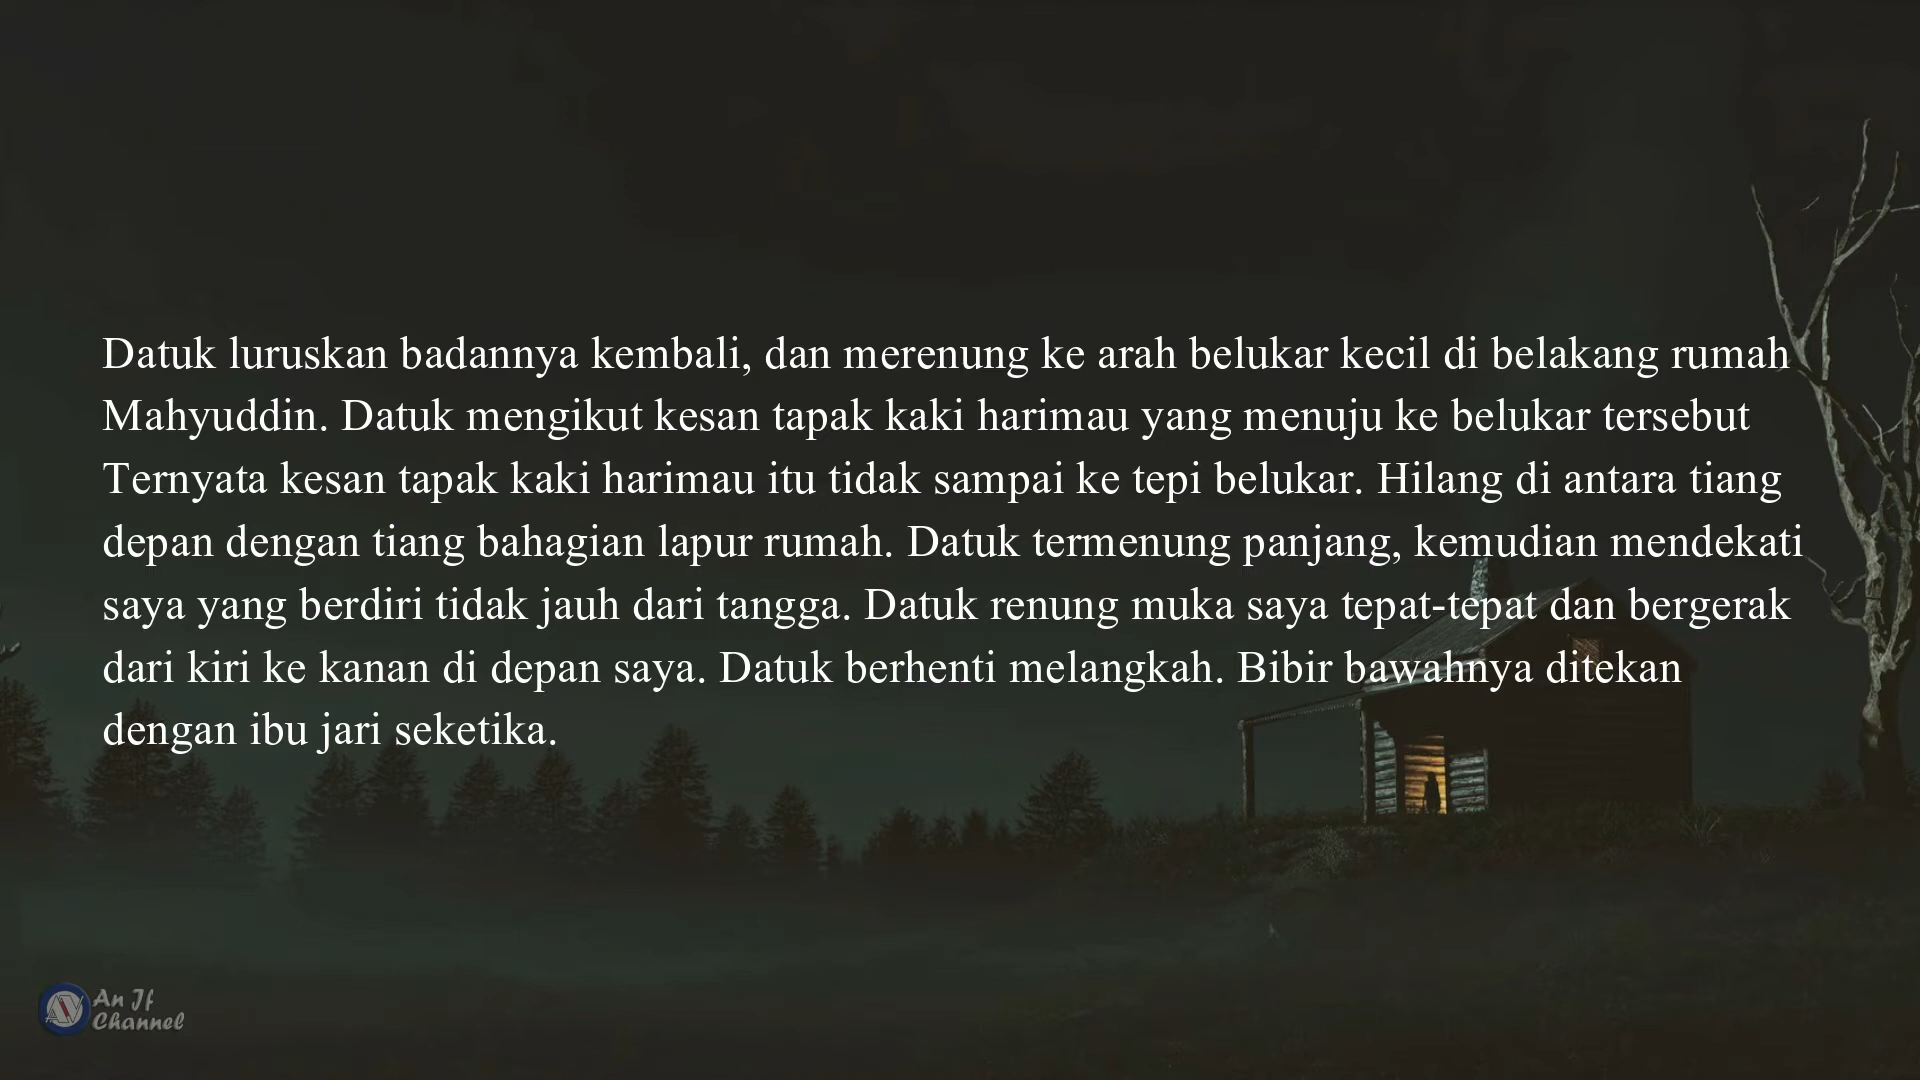 Datuk luruskan badannya kembali, dan merenung ke arah belukar kecil di belakang rumah
Mahyuddin. Datuk mengikut kesan tapak kaki harimau yang menuju ke belukar tersebut
Ternyata kesan tapak kaki harimau itu tidak sampai ke tepi belukar. Hilang di antara tiang
depan dengan tiang bahagian lapur rumah. Datuk termenung panjang, kemudian mendekati
saya yang berdiri tidak jauh dari tangga. Datuk renung muka saya tepat-tepat dan bergerak
dari kiri ke kanan di depan saya. Datuk berhenti melangkah. Bibir bawahnya ditekan
dengan ibu jari seketika.
An If
Channel